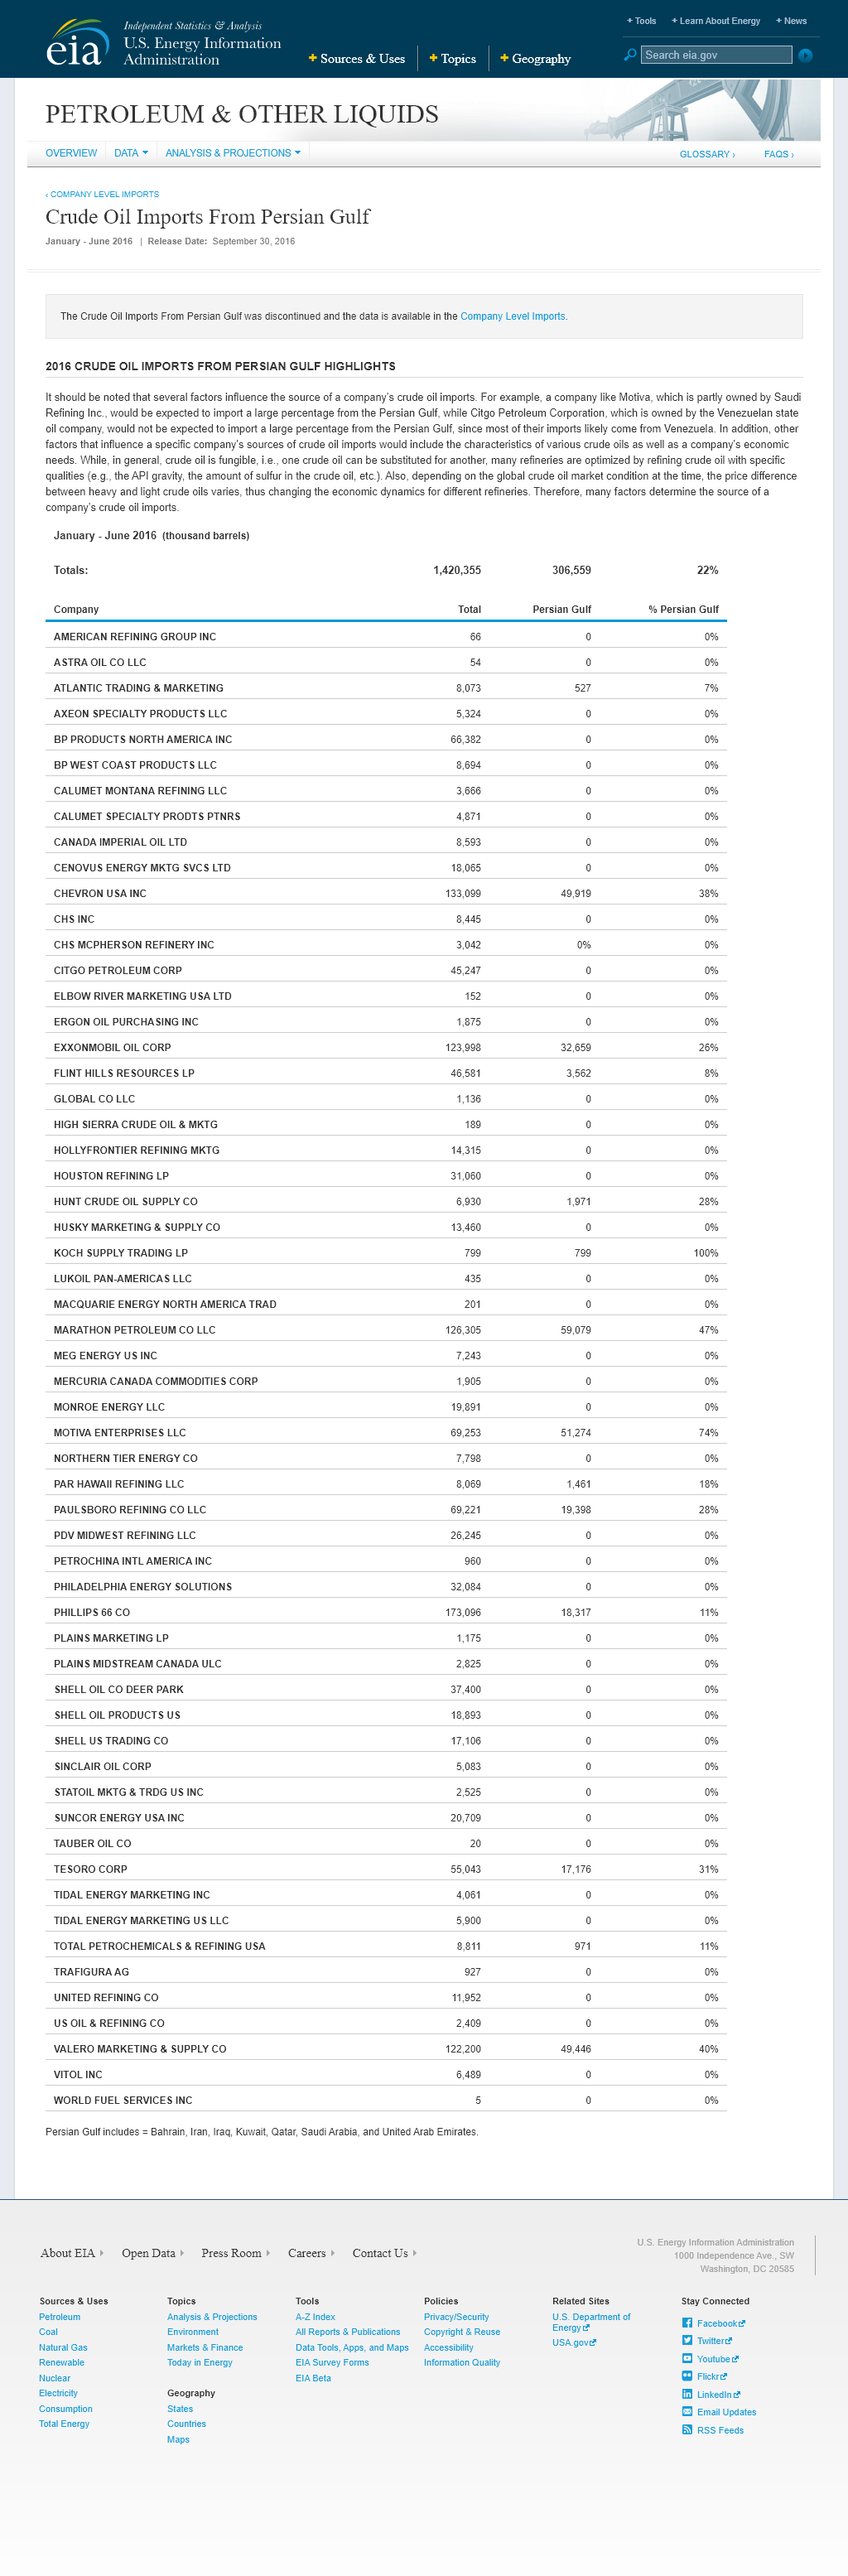 + Tools + Learn About Energy + News
eia Independent Statistics & Analysis
U.S. Energy Information
Administration
+ Sources & Uses + Topics + Geography
Search eia.gov
PETROLEUM & OTHER LIQUIDS
OVERVIEW DATA ANALYSIS & PROJECTIONS GLOSSARY › FAQS ›
‹ COMPANY LEVEL IMPORTS
Crude Oil Imports From Persian Gulf
January - June 2016 | Release Date: September 30, 2016
The Crude Oil Imports From Persian Gulf was discontinued and the data is available in the Company Level Imports.
2016 CRUDE OIL IMPORTS FROM PERSIAN GULF HIGHLIGHTS
It should be noted that several factors influence the source of a company's crude oil imports. For example, a company like Motiva, which is partly owned by Saudi
Refining Inc., would be expected to import a large percentage from the Persian Gulf, while Citgo Petroleum Corporation, which is owned by the Venezuelan state
oil company, would not be expected to import a large percentage from the Persian Gulf, since most of their imports likely come from Venezuela. In addition, other
factors that influence a specific company's sources of crude oil imports would include the characteristics of various crude oils as well as a company's economic
needs. While, in general, crude oil is fungible, i.e., one crude oil can be substituted for another, many refineries are optimized by refining crude oil with specific
qualities (e.g., the API gravity, the amount of sulfur in the crude oil, etc.). Also, depending on the global crude oil market condition at the time, the price difference
between heavy and light crude oils varies, thus changing the economic dynamics for different refineries. Therefore, many factors determine the source of a
company's crude oil imports.
January - June 2016 (thousand barrels)
Totals: 1,420,355 306,559 22%
Company Total Persian Gulf % Persian Gulf
AMERICAN REFINING GROUP INC 66 0 0%
ASTRA OIL CO LLC 54 0 0%
ATLANTIC TRADING & MARKETING 8,073 527 7%
AXEON SPECIALTY PRODUCTS LLC 5,324 0 0%
BP PRODUCTS NORTH AMERICA INC 66,382 0 0%
BP WEST COAST PRODUCTS LLC 8,694 0 0%
CALUMET MONTANA REFINING LLC 3,666 0 0%
CALUMET SPECIALTY PRODTS PTNRS 4,871 0 0%
CANADA IMPERIAL OIL LTD 8,593 0 0%
CENOVUS ENERGY MKTG SVCS LTD 18,065 0 0%
CHEVRON USA INC 133,099 49,919 38%
CHS INC 8,445 0 0%
CHS MCPHERSON REFINERY INC 3,042 0% 0%
CITGO PETROLEUM CORP 45,247 0 0%
ELBOW RIVER MARKETING USA LTD 152 0 0%
ERGON OIL PURCHASING INC 1,875 0 0%
EXXONMOBIL OIL CORP 123,998 32,659 26%
FLINT HILLS RESOURCES LP 46,581 3,562 8%
GLOBAL CO LLC 1,136 0 0%
HIGH SIERRA CRUDE OIL & MKTG 189 0 0%
HOLLYFRONTIER REFINING MKTG 14,315 0 0%
HOUSTON REFINING LP 31,060 0 0%
HUNT CRUDE OIL SUPPLY CO 6,930 1,971 28%
HUSKY MARKETING & SUPPLY CO 13,460 0 0%
KOCH SUPPLY TRADING LP 799 799 100%
LUKOIL PAN-AMERICAS LLC 435 0 0%
MACQUARIE ENERGY NORTH AMERICA TRAD 201 0 0%
MARATHON PETROLEUM CO LLC 126,305 59,079 47%
MEG ENERGY US INC 7,243 0 0%
MERCURIA CANADA COMMODITIES CORP 1,905 0 0%
MONROE ENERGY LLC 19,891 0 0%
MOTIVA ENTERPRISES LLC 69,253 51,274 74%
NORTHERN TIER ENERGY CO 7,798 0 0%
PAR HAWAII REFINING LLC 8,069 1,461 18%
PAULSBORO REFINING CO LLC 69,221 19,398 28%
PDV MIDWEST REFINING LLC 26,245 0 0%
PETROCHINA INTL AMERICA INC 960 0 0%
PHILADELPHIA ENERGY SOLUTIONS 32,084 0 0%
PHILLIPS 66 CO 173,096 18,317 11%
PLAINS MARKETING LP 1,175 0 0%
PLAINS MIDSTREAM CANADA ULC 2,825 0 0%
SHELL OIL CO DEER PARK 37,400 0 0%
SHELL OIL PRODUCTS US 18,893 0 0%
SHELL US TRADING CO 17,106 0 0%
SINCLAIR OIL CORP 5,083 0 0%
STATOIL MKTG & TRDG US INC 2,525 0 0%
SUNCOR ENERGY USA INC 20,709 0 0%
TAUBER OIL CO 20 0 0%
TESORO CORP 55,043 17,176 31%
TIDAL ENERGY MARKETING INC 4,061 0 0%
TIDAL ENERGY MARKETING US LLC 5,900 0 0%
TOTAL PETROCHEMICALS & REFINING USA 8,811 971 11%
TRAFIGURA AG 927 0 0%
UNITED REFINING CO 11,952 0 0%
US OIL & REFINING CO 2,409 0 0%
VALERO MARKETING & SUPPLY CO 122,200 49,446 40%
VITOL INC 6,489 0 0%
WORLD FUEL SERVICES INC 5 0 0%
Persian Gulf includes = Bahrain, Iran, Iraq, Kuwait, Qatar, Saudi Arabia, and United Arab Emirates.
About EIA Open Data Press Room Careers Contact Us
U.S. Energy Information Administration
1000 Independence Ave., SW
Washington, DC 20585
Sources & Uses
Petroleum
Coal
Natural Gas
Renewable
Nuclear
Electricity
Consumption
Total Energy
Topics
Analysis & Projections
Environment
Markets & Finance
Today in Energy
Geography
States
Countries
Maps
Tools
A-Z Index
All Reports & Publications
Data Tools, Apps, and Maps
EIA Survey Forms
EIA Beta
Policies
Privacy/Security
Copyright & Reuse
Accessibility
Information Quality
Related Sites
U.S. Department of
Energy
USA.gov
Stay Connected
Facebook
Twitter
Youtube
Flickr
LinkedIn
Email Updates
RSS Feeds